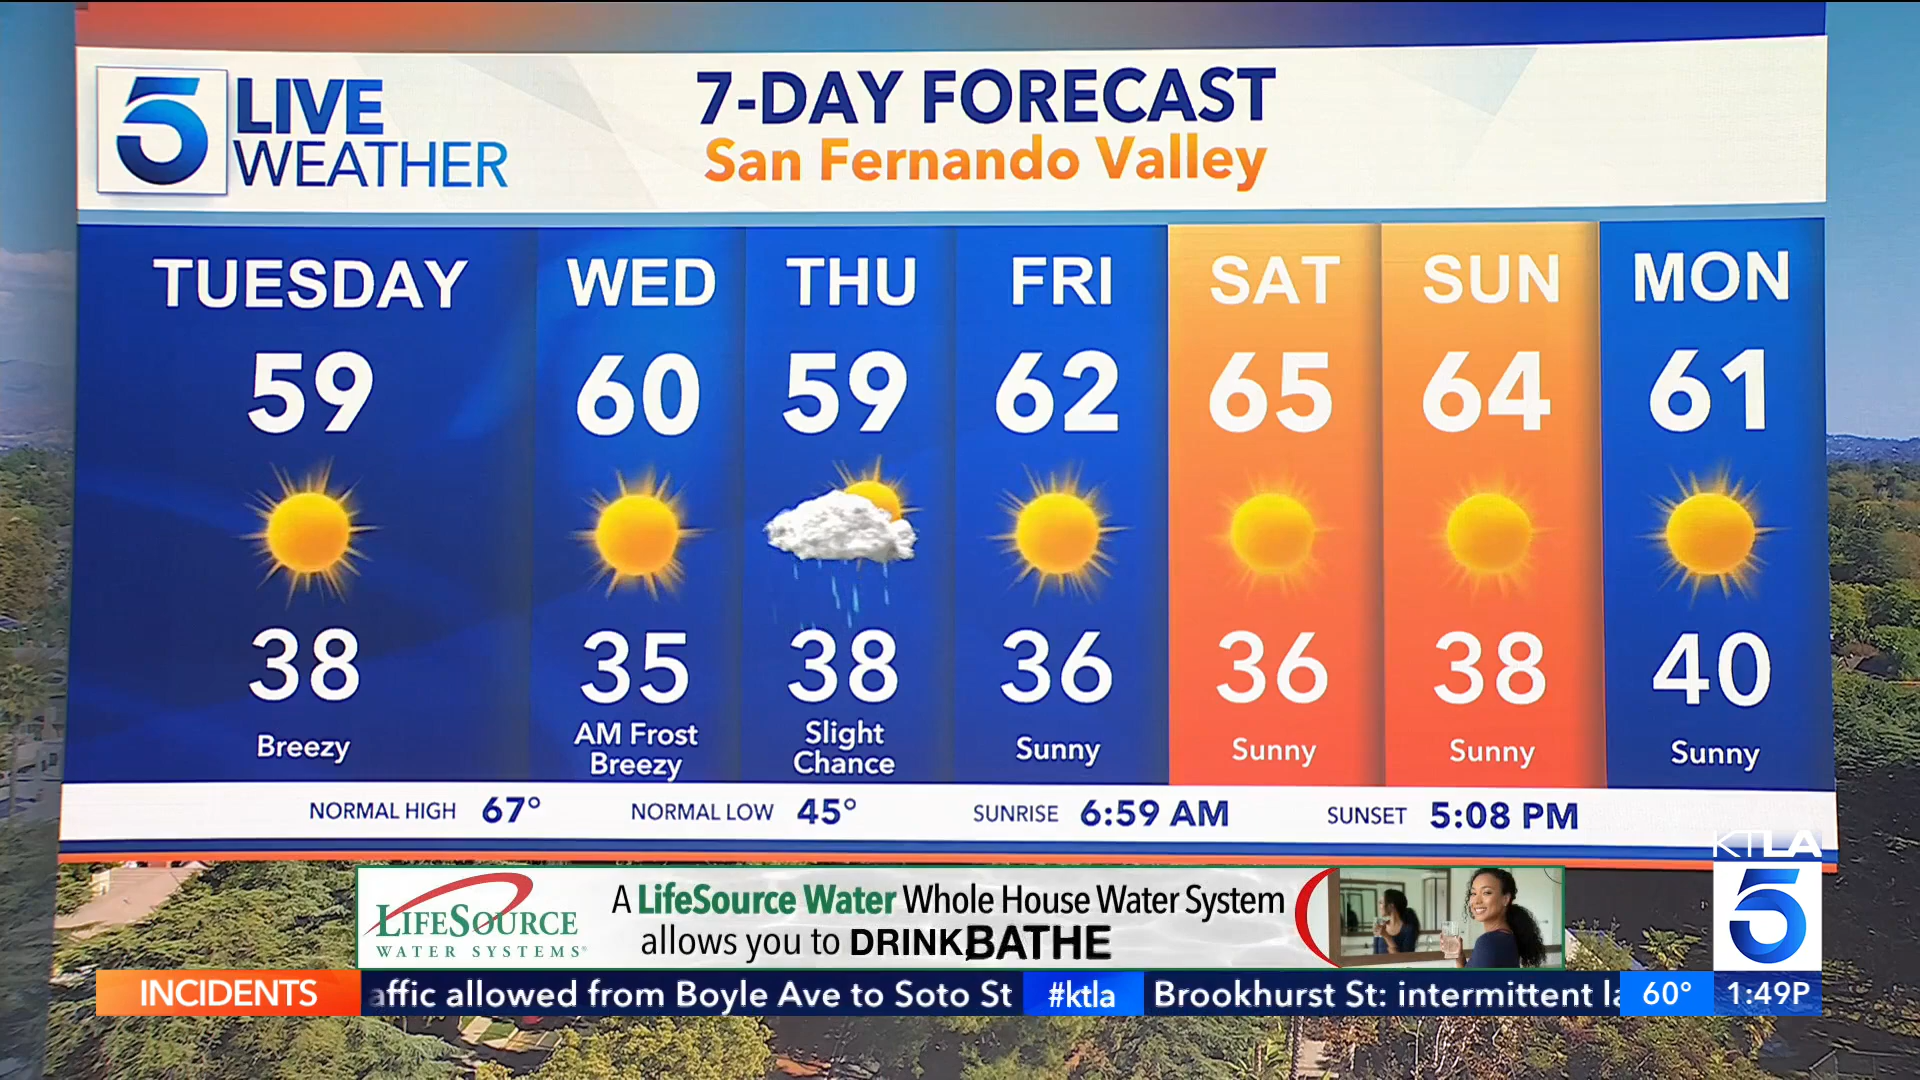 5 LIVE
WEATHER
7-DAY FORECAST
San Fernando Valley
TUESDAY
59
38
Breezy
WED
60
35
AM Frost
Breezy
THU
59
38
Slight
Chance
FRI
62
36
Sunny
SAT
65
36
Sunny
SUN
64
38
Sunny
MON
61
40
Sunny
NORMAL HIGH 67° NORMAL LOW 45° SUNRISE 6:59 AM SUNSET 5:08 PM
KTLA
5
LIFESOURCE
WATER SYSTEMS®
A LifeSource Water Whole House Water System
allows you to DRINK, BATHE
INCIDENTS affic allowed from Boyle Ave to Soto St #ktla Brookhurst St: intermittent la 60° 1:49P